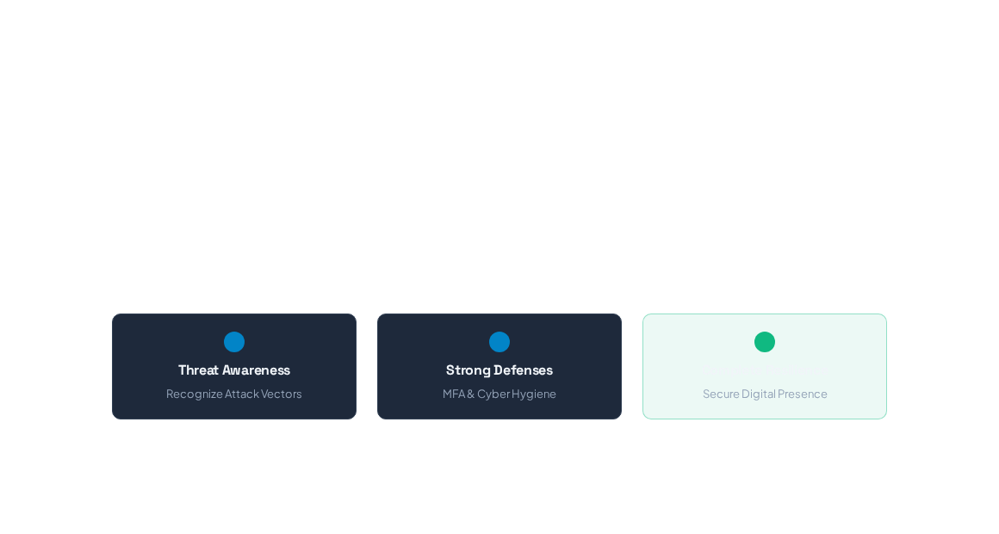 Threat Awareness
Recognize Attack Vectors
Strong Defenses
MFA & Cyber Hygiene
Secure Digital Presence